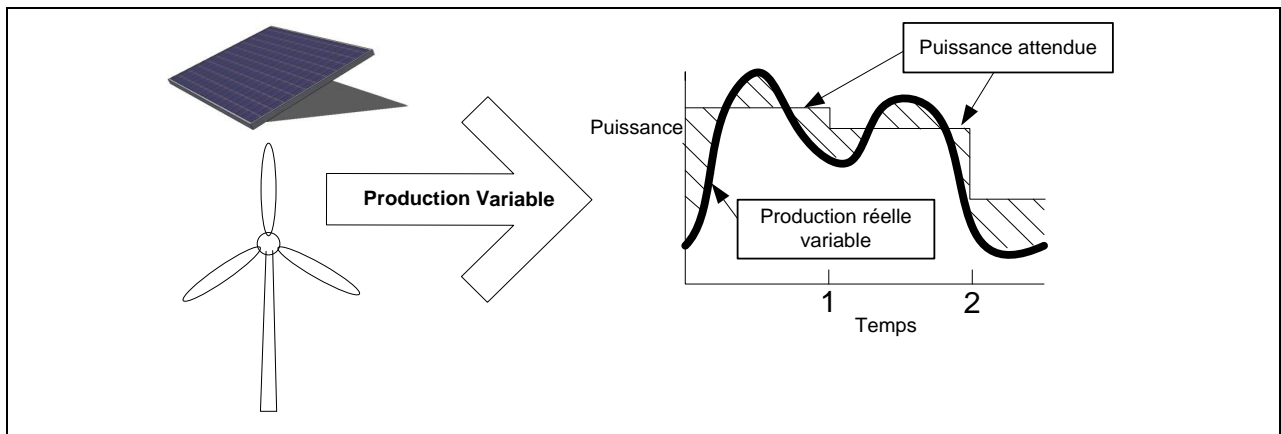 Puissance attendue
Puissance
Production Variable
Production réelle
variable
1
2
Temps